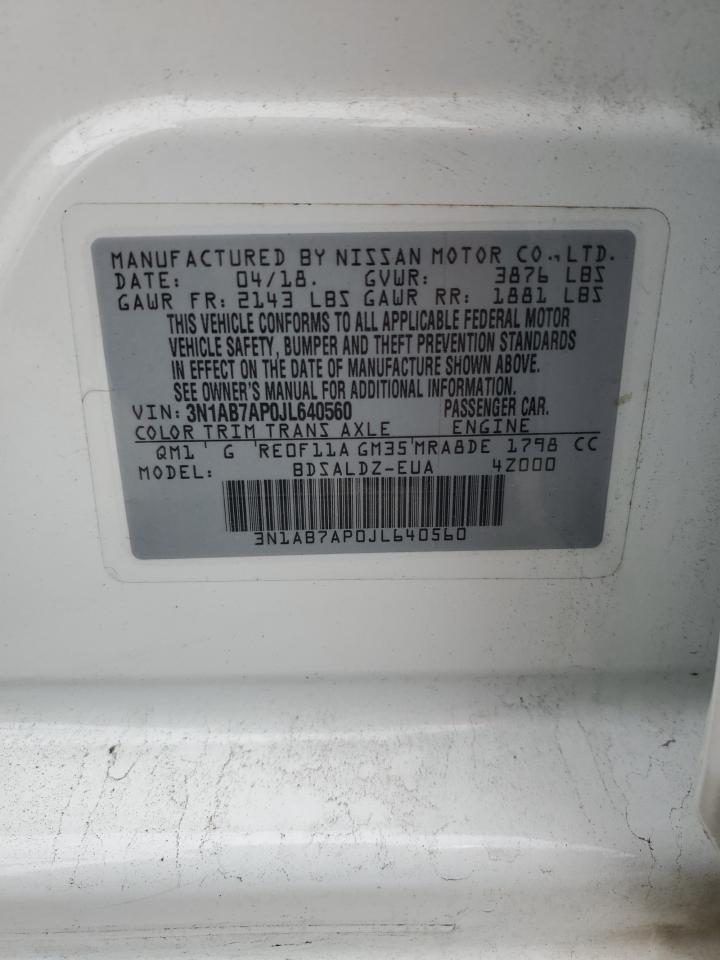 MANUFACTURED BY NISSAN MOTOR CO., LTD.
DATE: 04/18. GVWR: 3876 LBS
GAWR FR: 2143 LBS GAWR RR: 1881 LBS
THIS VEHICLE CONFORMS TO ALL APPLICABLE FEDERAL MOTOR
VEHICLE SAFETY, BUMPER AND THEFT PREVENTION STANDARDS
IN EFFECT ON THE DATE OF MANUFACTURE SHOWN ABOVE.
SEE OWNER'S MANUAL FOR ADDITIONAL INFORMATION.
VIN: 3N1AB7AP0JL640560 PASSENGER CAR.
COLOR TRIM TRANS AXLE ENGINE
QM1 G RE0F11A GM35 MRA8DE 1798 CC
MODEL: BDSALDZ-EUA 4Z000
3N1AB7AP0JL640560